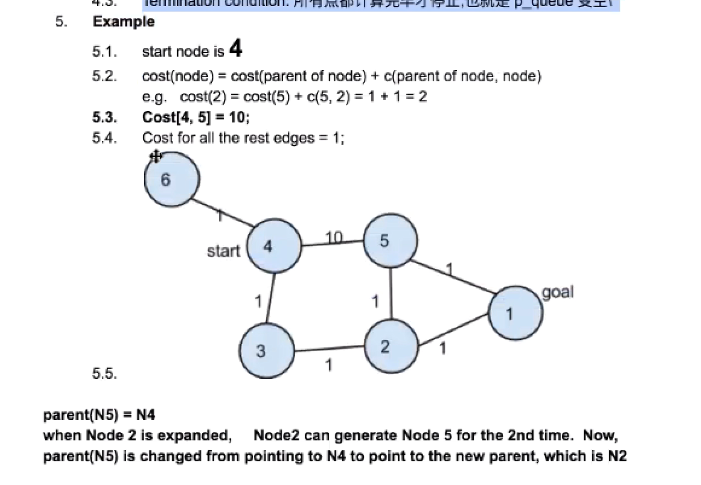 4.3. Termination condition: 所有点都计算完毕才停止,也就是 p_queue 变空\
5. Example
5.1. start node is 4
5.2. cost(node) = cost(parent of node) + c(parent of node, node)
e.g. cost(2) = cost(5) + c(5, 2) = 1 + 1 = 2
5.3. Cost[4, 5] = 10;
5.4. Cost for all the rest edges = 1;
6
1
start 4 10 5
1
goal
1 1 1
3 2 1
1
5.5.
parent(N5) = N4
when Node 2 is expanded, Node2 can generate Node 5 for the 2nd time. Now,
parent(N5) is changed from pointing to N4 to point to the new parent, which is N2